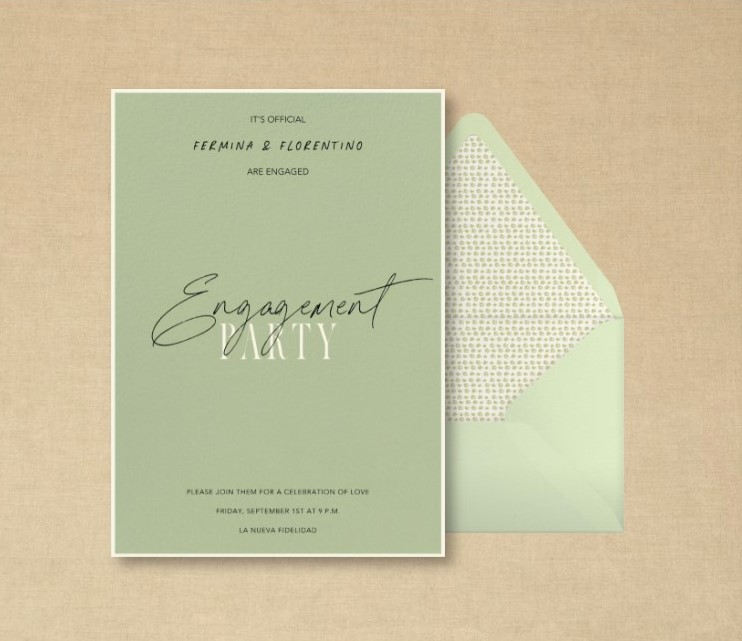 IT'S OFFICIAL
FERMINA & FLORENTINO
ARE ENGAGED
Engagement
PARTY
PLEASE JOIN THEM FOR A CELEBRATION OF LOVE
FRIDAY, SEPTEMBER 1ST AT 9 P.M.
LA NUEVA FIDELIDAD